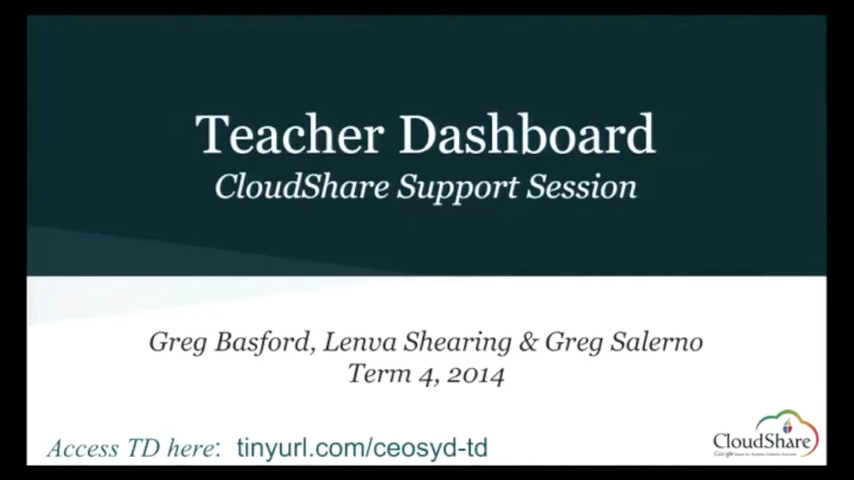 Teacher Dashboard
CloudShare Support Session
Greg Basford, Lenva Shearing & Greg Salerno
Term 4, 2014
Access TD here: tinyurl.com/ceosyd-td
CloudShare